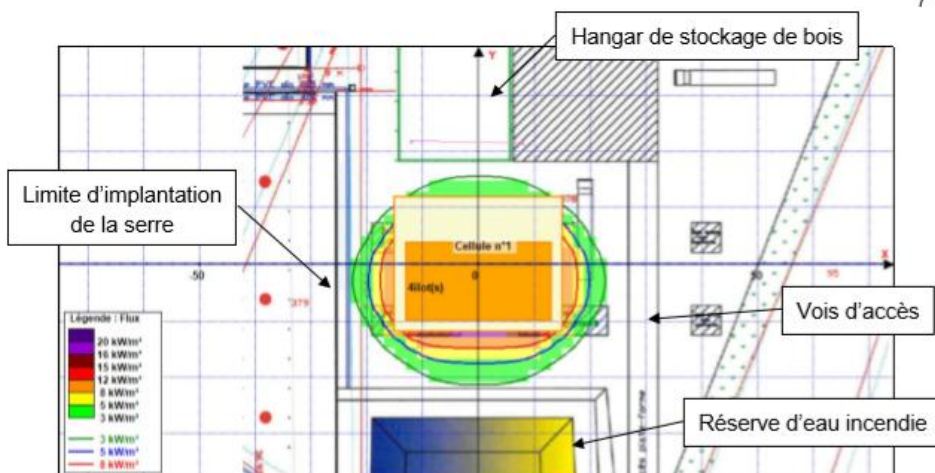 Hangar de stockage de bois
Y
Limite d'implantation
de la serre
Cellule n°1
X
-50
0
50
95
4ilot(s)
379
Vois d'accès
Légende : Flux
20 kW/m²
16 kW/m²
15 kW/m²
12 kW/m²
8 kW/m²
5 kW/m²
3 kW/m²
3 kW/m²
5 kW/m²
8 kW/m²
Réserve d'eau incendie